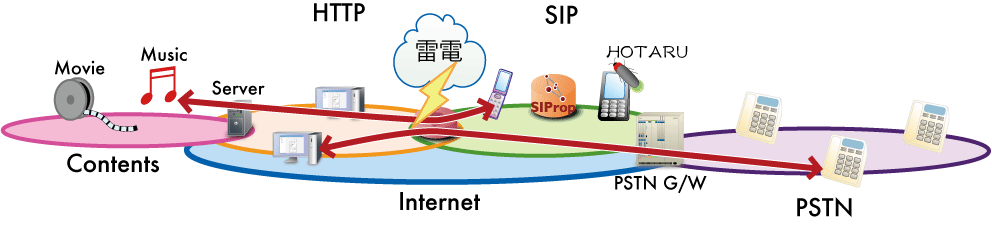 HTTP
SIP
雷電
HOTARU
Music
Movie
Server
SIProp
Contents
PSTN G/W
Internet
PSTN